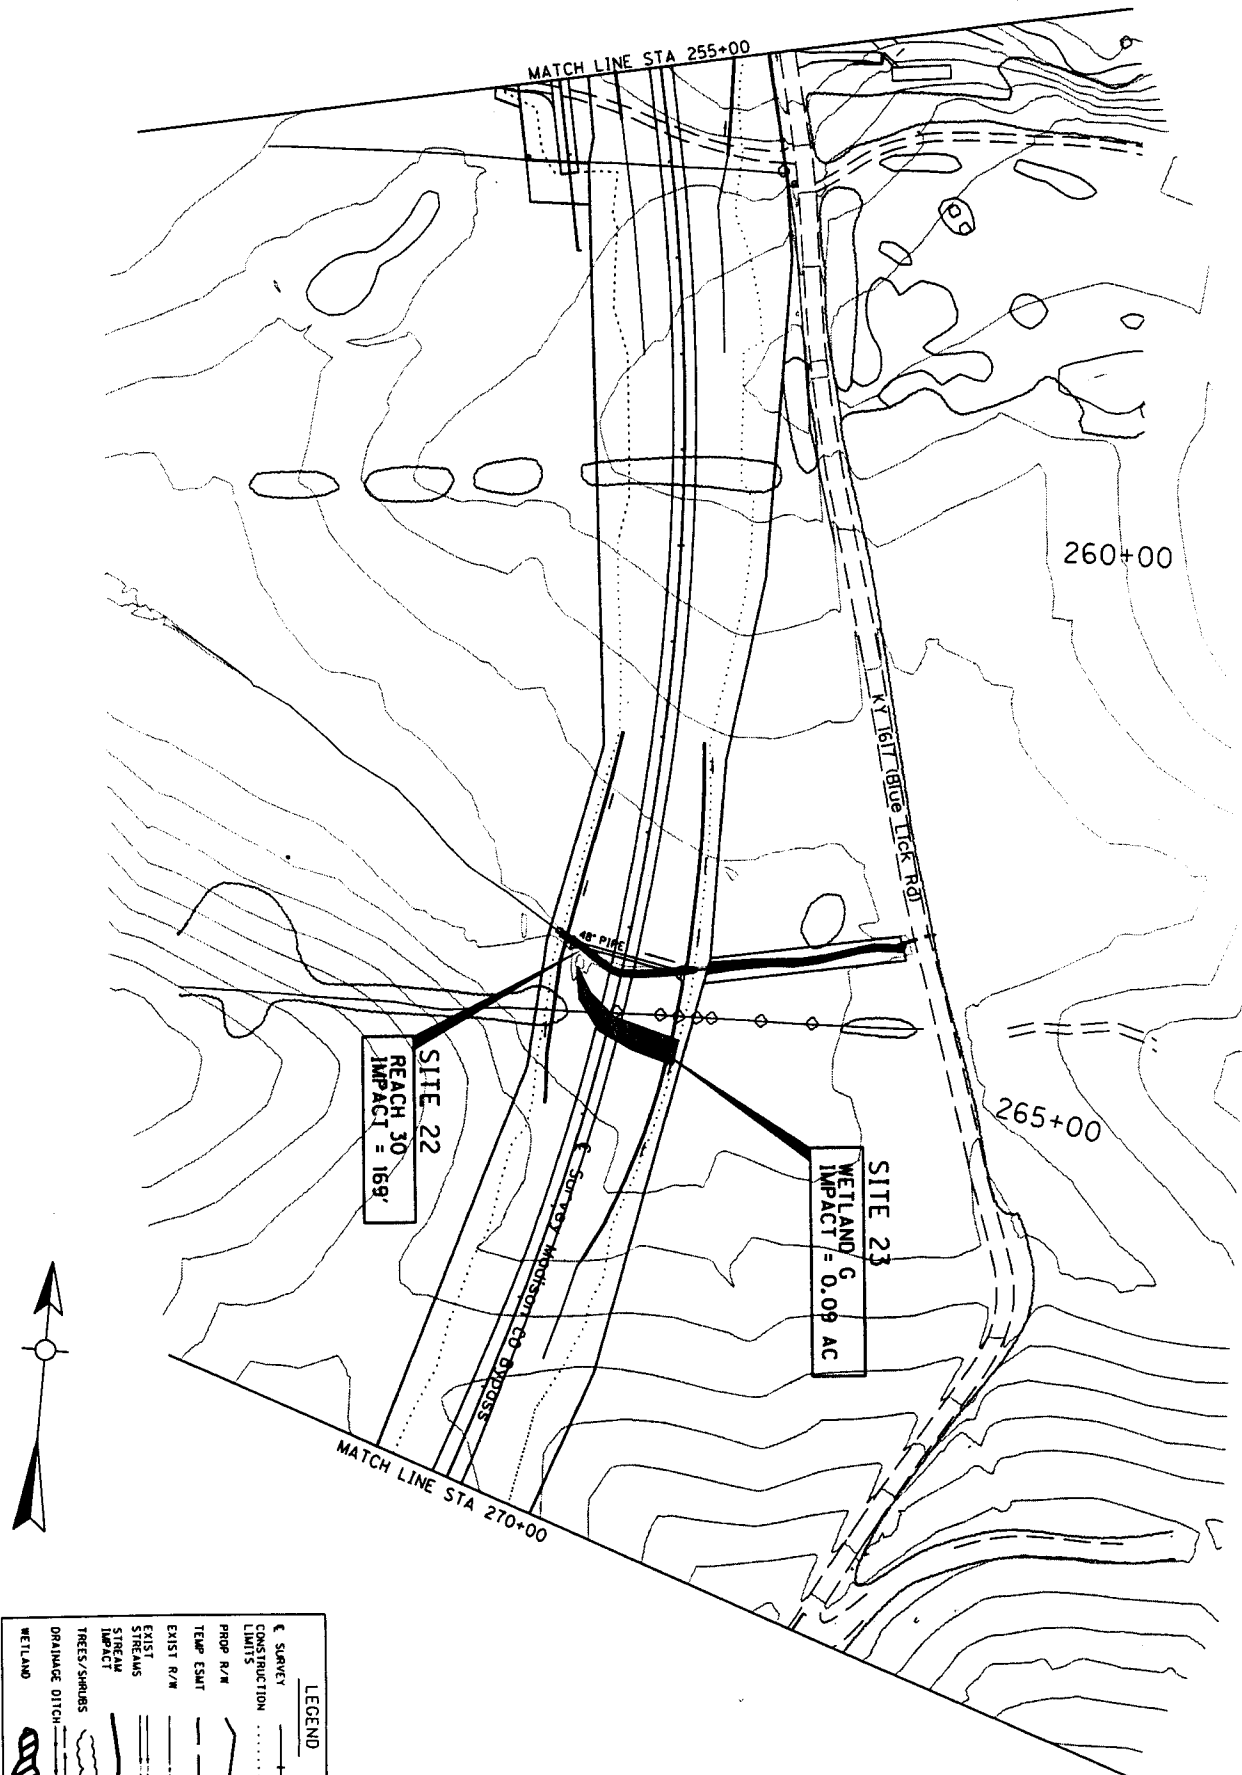 MATCH LINE STA 255+00
260+00
KY 1617 (Blue Lick Rd)
48" PIPE
265+00
SITE 22
REACH 30
IMPACT = 169'
SITE 23
WETLAND G
IMPACT = 0.09 AC
℄ Survey Madison CO Bypass
MATCH LINE STA 270+00
LEGEND
℄ SURVEY
CONSTRUCTION
LIMITS
PROP R/W
TEMP ESMT
EXIST R/W
EXIST
STREAMS
STREAM
IMPACT
TREES/SHRUBS
DRAINAGE DITCH
WETLAND